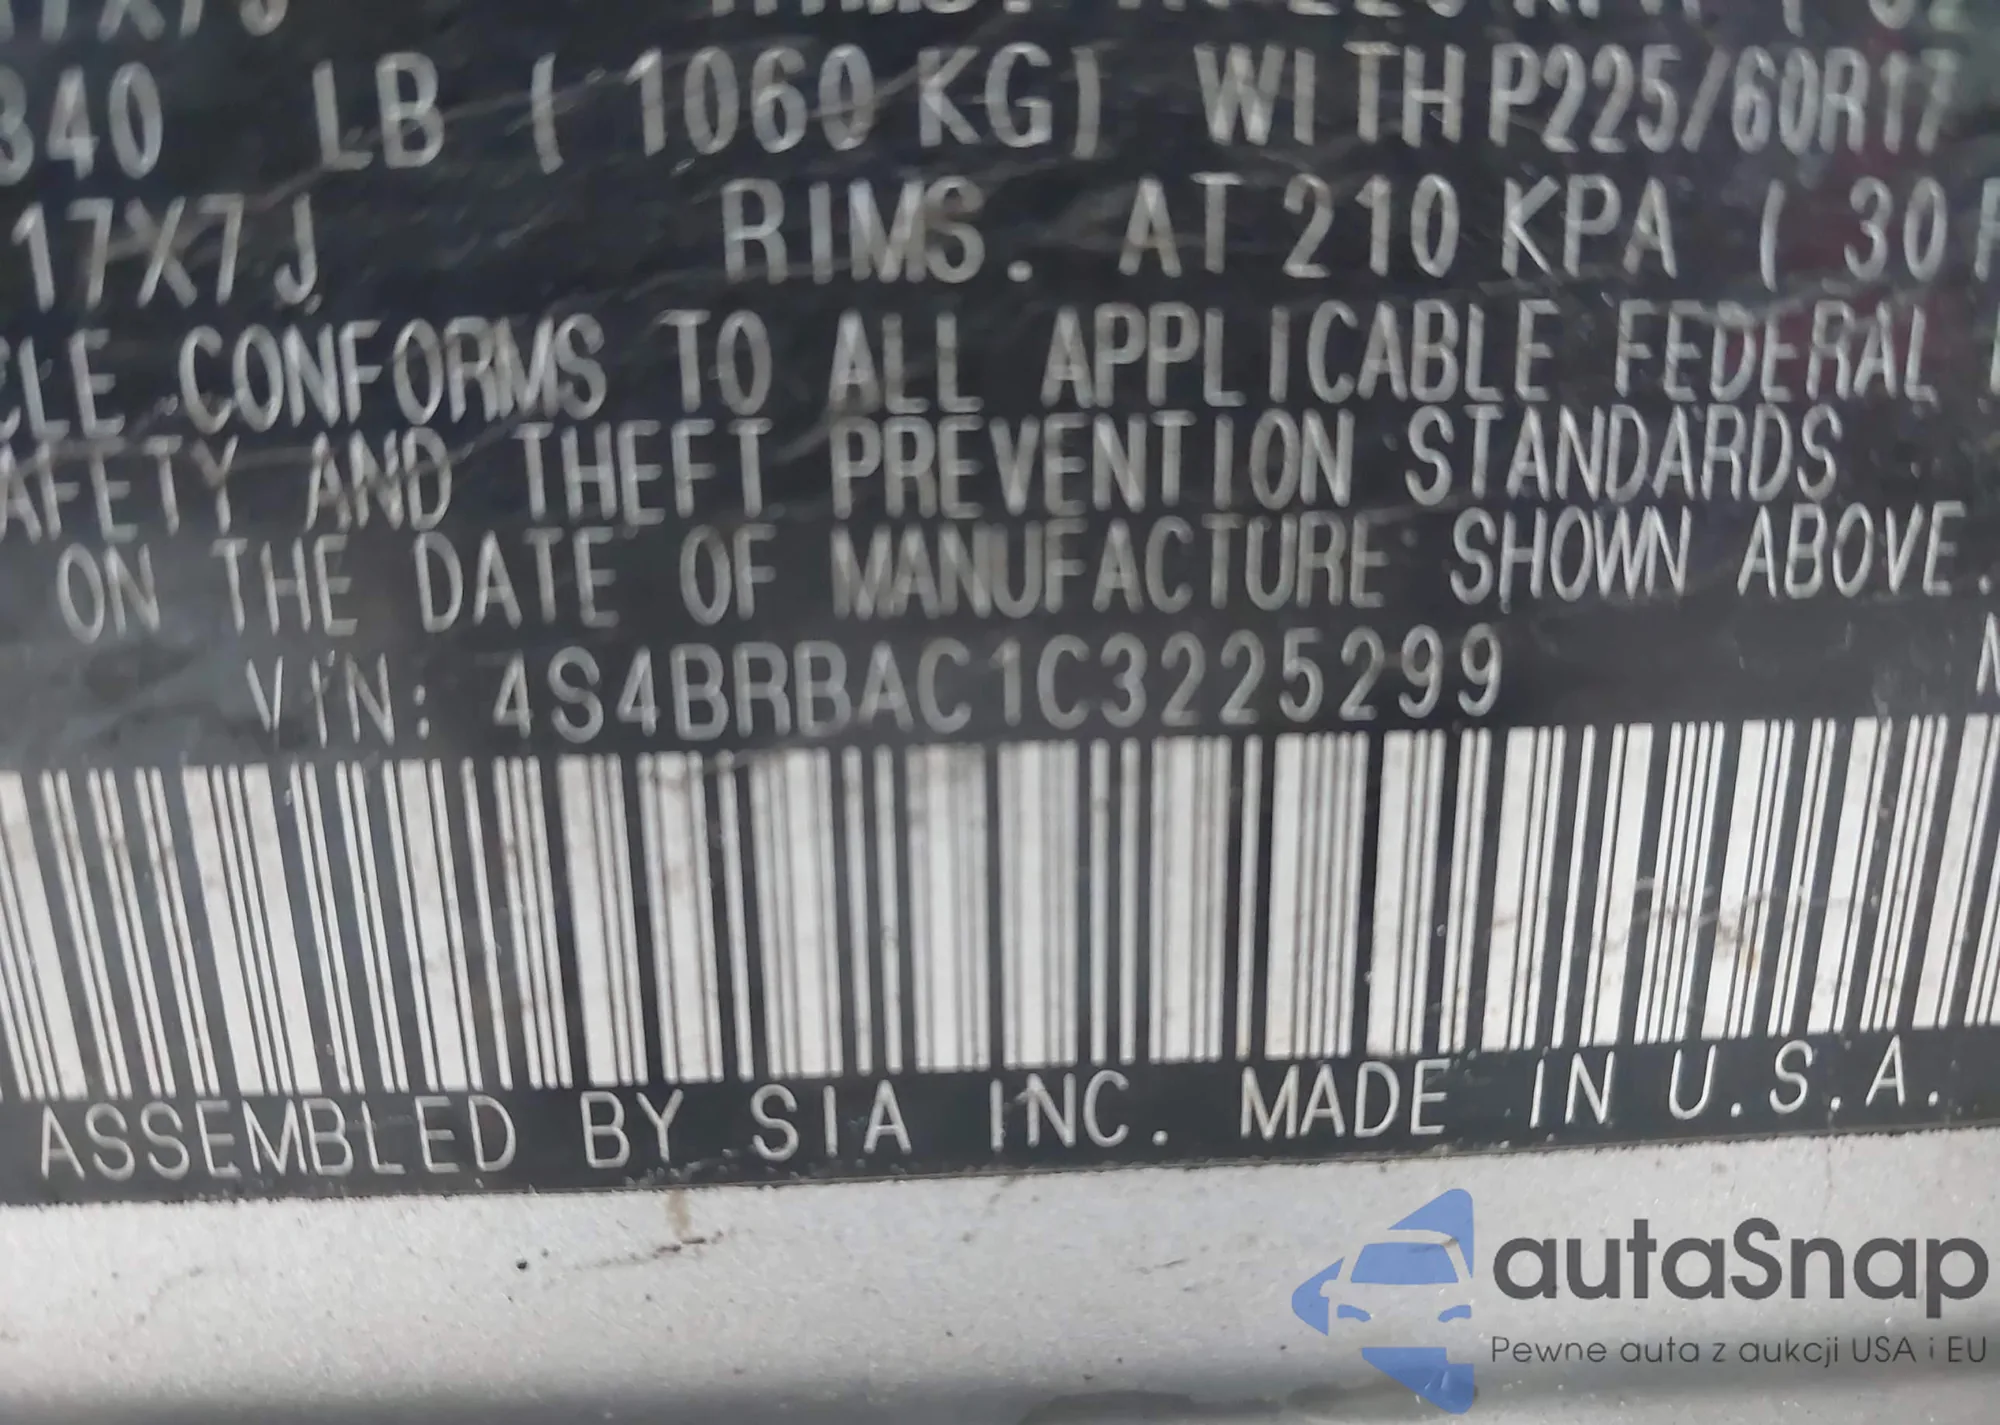 340 LB ( 1060 KG) WITH P225/60R17
17X7J RIMS. AT 210 KPA ( 30
CONFORMS TO ALL APPLICABLE FEDERAL
AFETY AND THEFT PREVENTION STANDARDS
ON THE DATE OF MANUFACTURE SHOWN ABOVE.
VIN: 4S4BRBAC1C3225299
ASSEMBLED BY SIA INC. MADE IN U.S.A.
autaSnap
Pewne auta z aukcji USA i EU